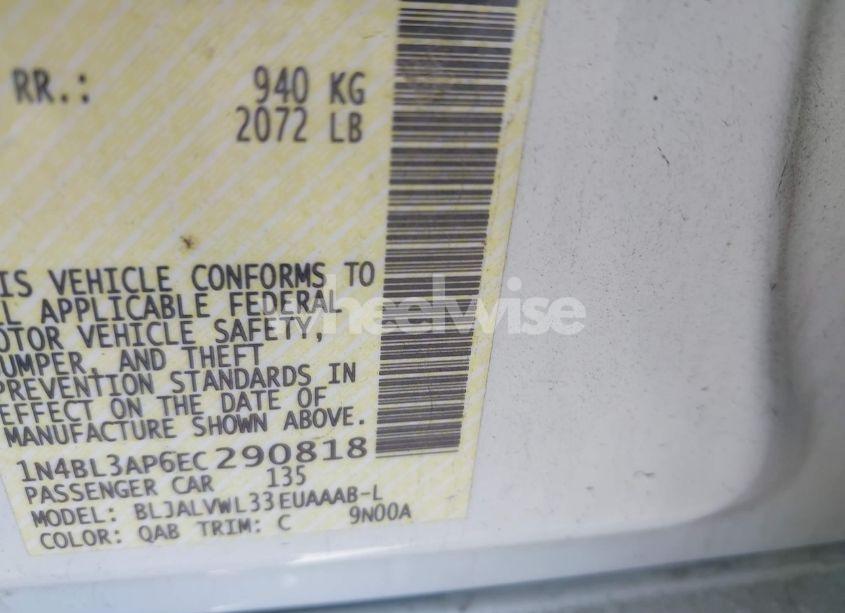 RR.: 940 KG
2072 LB
IS VEHICLE CONFORMS TO
L APPLICABLE FEDERAL
OTOR VEHICLE SAFETY,
UMPER, AND THEFT
PREVENTION STANDARDS IN
EFFECT ON THE DATE OF
MANUFACTURE SHOWN ABOVE.
1N4BL3AP6EC290818
PASSENGER CAR 135
MODEL: BLJALVWL33EUAAAB-L
COLOR: QAB TRIM: C 9N00A
wheelwise